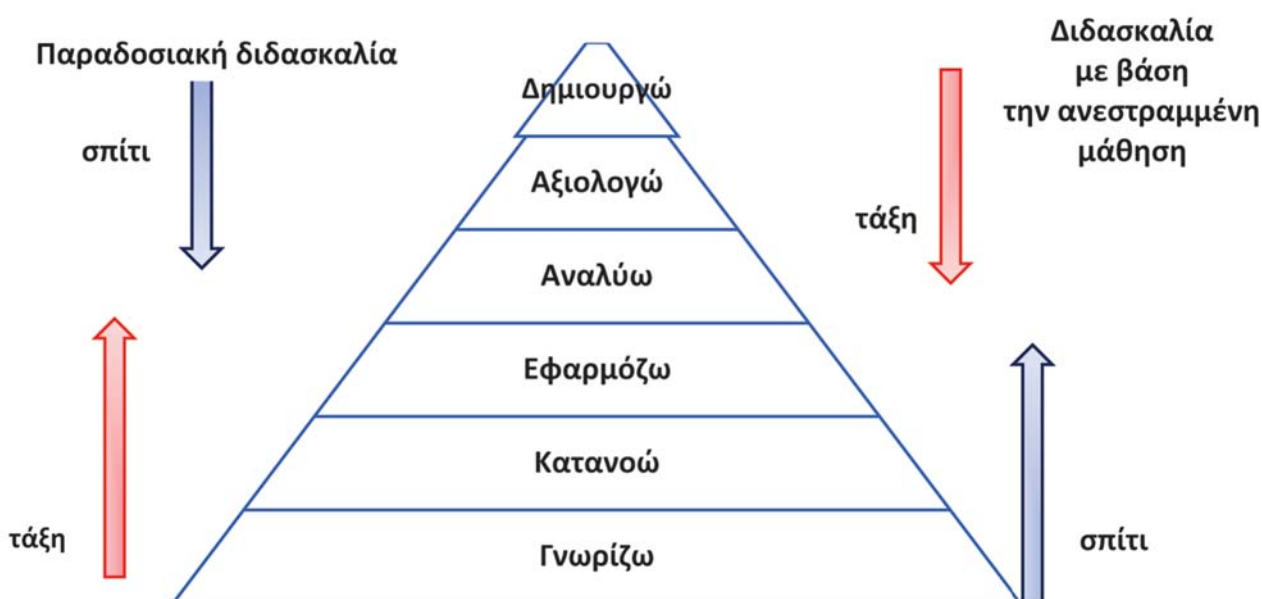 Παραδοσιακή διδασκαλία
σπίτι
τάξη
Δημιουργώ
Αξιολογώ
Αναλύω
Εφαρμόζω
Κατανοώ
Γνωρίζω
Διδασκαλία
με βάση
την ανεστραμμένη
μάθηση
τάξη
σπίτι